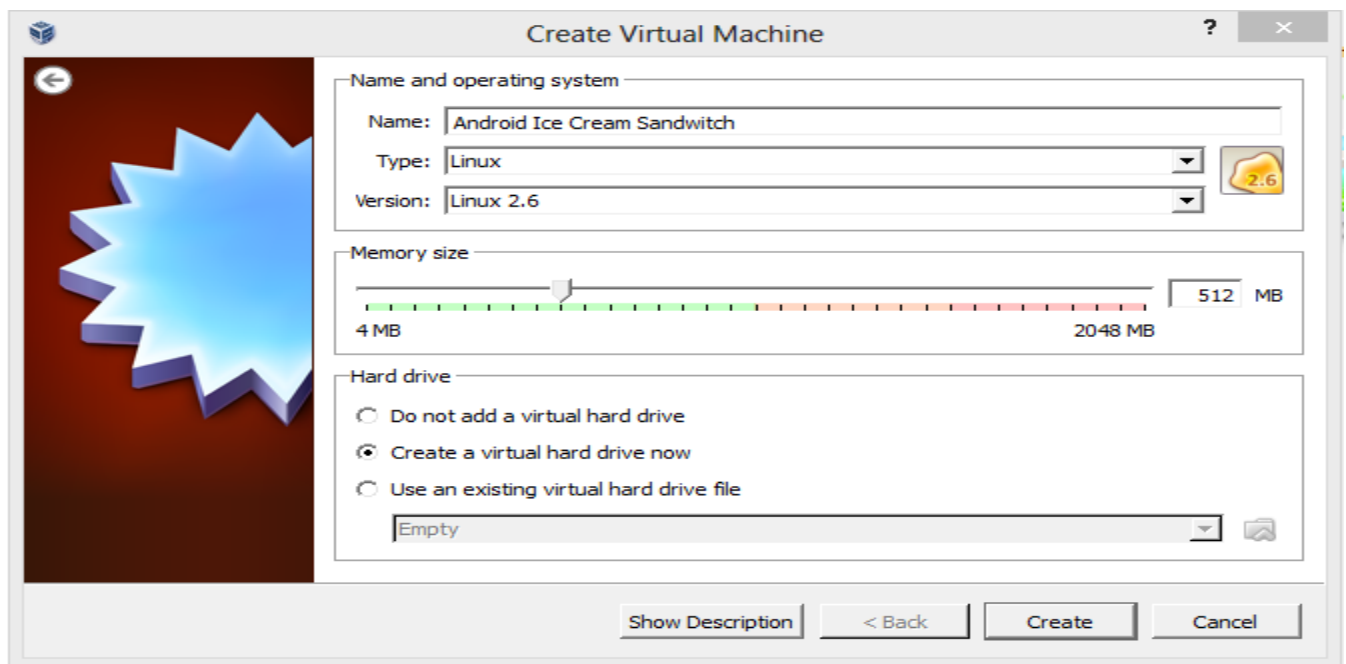 Create Virtual Machine ?
Name and operating system
Name: Android Ice Cream Sandwitch
Type: Linux
2.6
Version: Linux 2.6
Memory size
512 MB
4 MB 2048 MB
Hard drive
Do not add a virtual hard drive
Create a virtual hard drive now
Use an existing virtual hard drive file
Empty
Show Description < Back Create Cancel